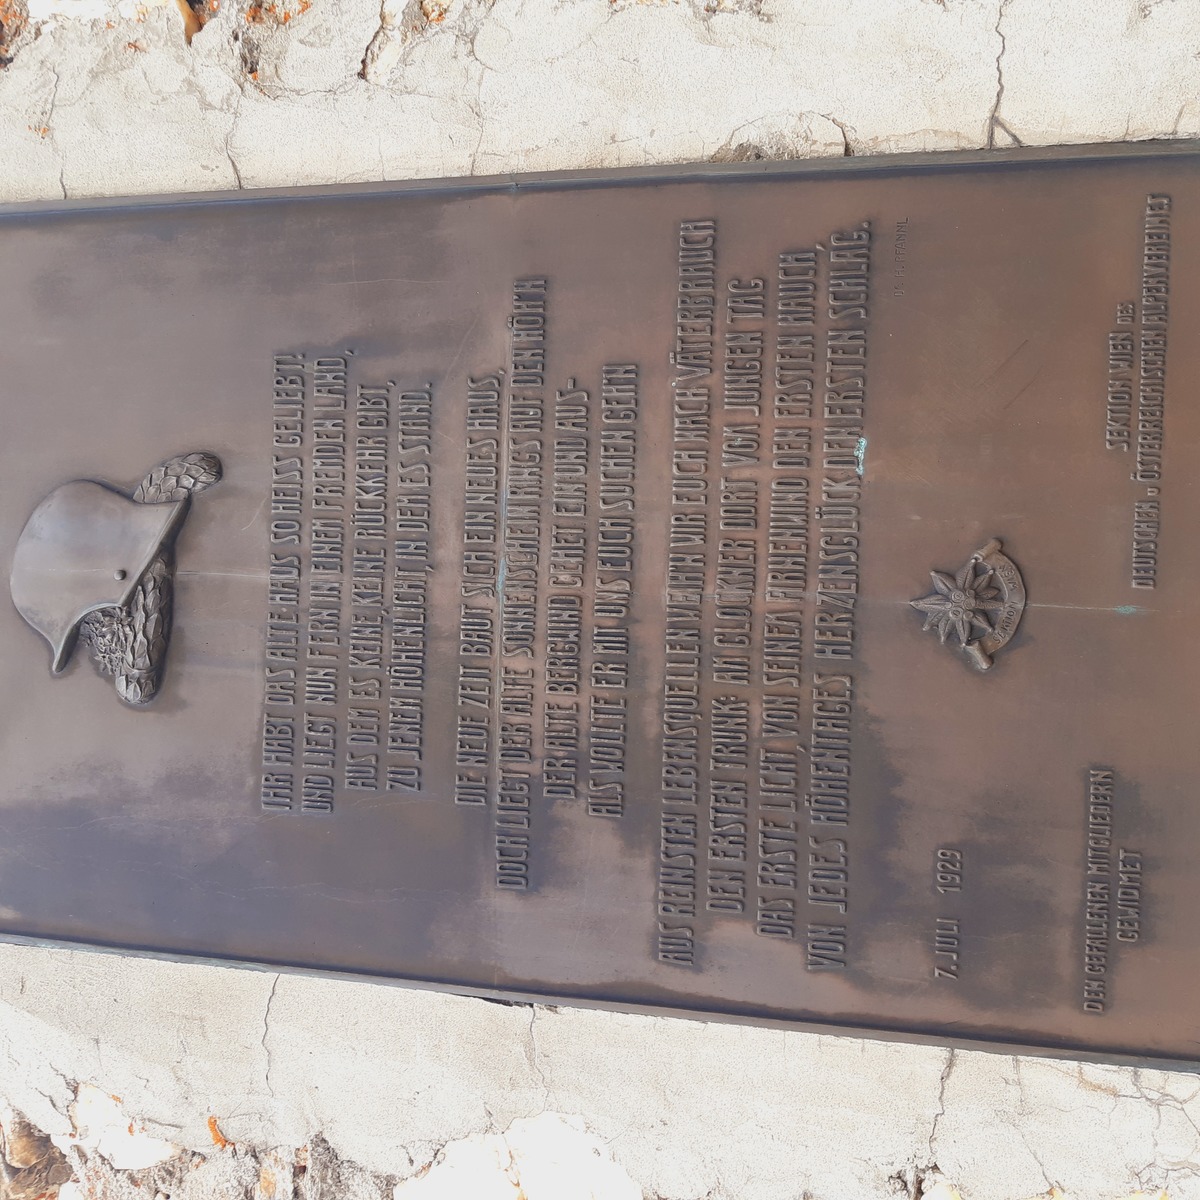 IHR HABT DAS ALTE HAUS SO HEISS GELIEBT!
UND LIEGT NUN FERN IN JENEM FREMDEN LAND,
AUS DEM ES KEINE RÜCKKEHR GIBT,
ZU JENEM HÖHENLICHT, IN DEM ES STAND.
DIE NEUE ZEIT BAUT SICH EIN NEUES HAUS,
DOCH LIEGT DER ALTE SONNENSCHEIN RINGS AUF DEN HÖH'N
DER ALTE BERGWIND GEHET EIN UND AUS-
ALS WOLLTE ER MIT UNS EUCH SUCHEN GEH'N
AUS REINSTEN LEBENSQUELLEN WEIH'N WIR EUCH NACH VÄTERBRAUCH
DEN ERSTEN TRUNK: AM GLOCKNER DORT VOM JUNGEN TAG
DAS ERSTE LICHT, VON SEINEM FIRNENWIND DEN ERSTEN HAUCH,
VON JEDES HÖHENTAGES HERZENSGLÜCK DEN ERSTEN SCHLAG.
DR. H. PFANNL
7. JULI 1929
SEKTION WIEN
DEN GEFALLENEN MITGLIEDERN
GEWIDMET
SEKTION WIEN DES
DEUTSCHEN U. ÖSTERREICHISCHEN ALPENVEREINES